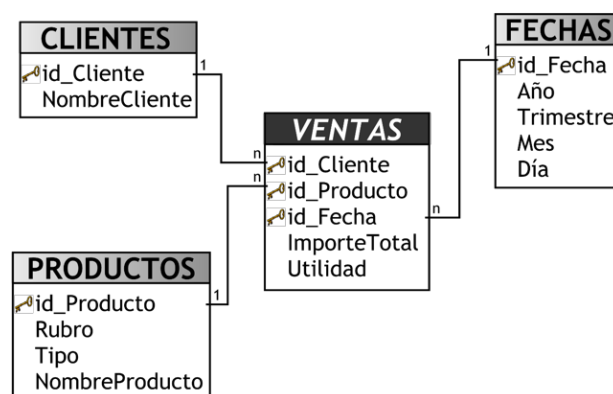 CLIENTES
id_Cliente
NombreCliente
1
n
VENTAS
id_Cliente
id_Producto
id_Fecha
ImporteTotal
Utilidad
n
n
FECHAS
1
id_Fecha
Año
Trimestre
Mes
Día
PRODUCTOS
id_Producto
Rubro
Tipo
NombreProducto
1